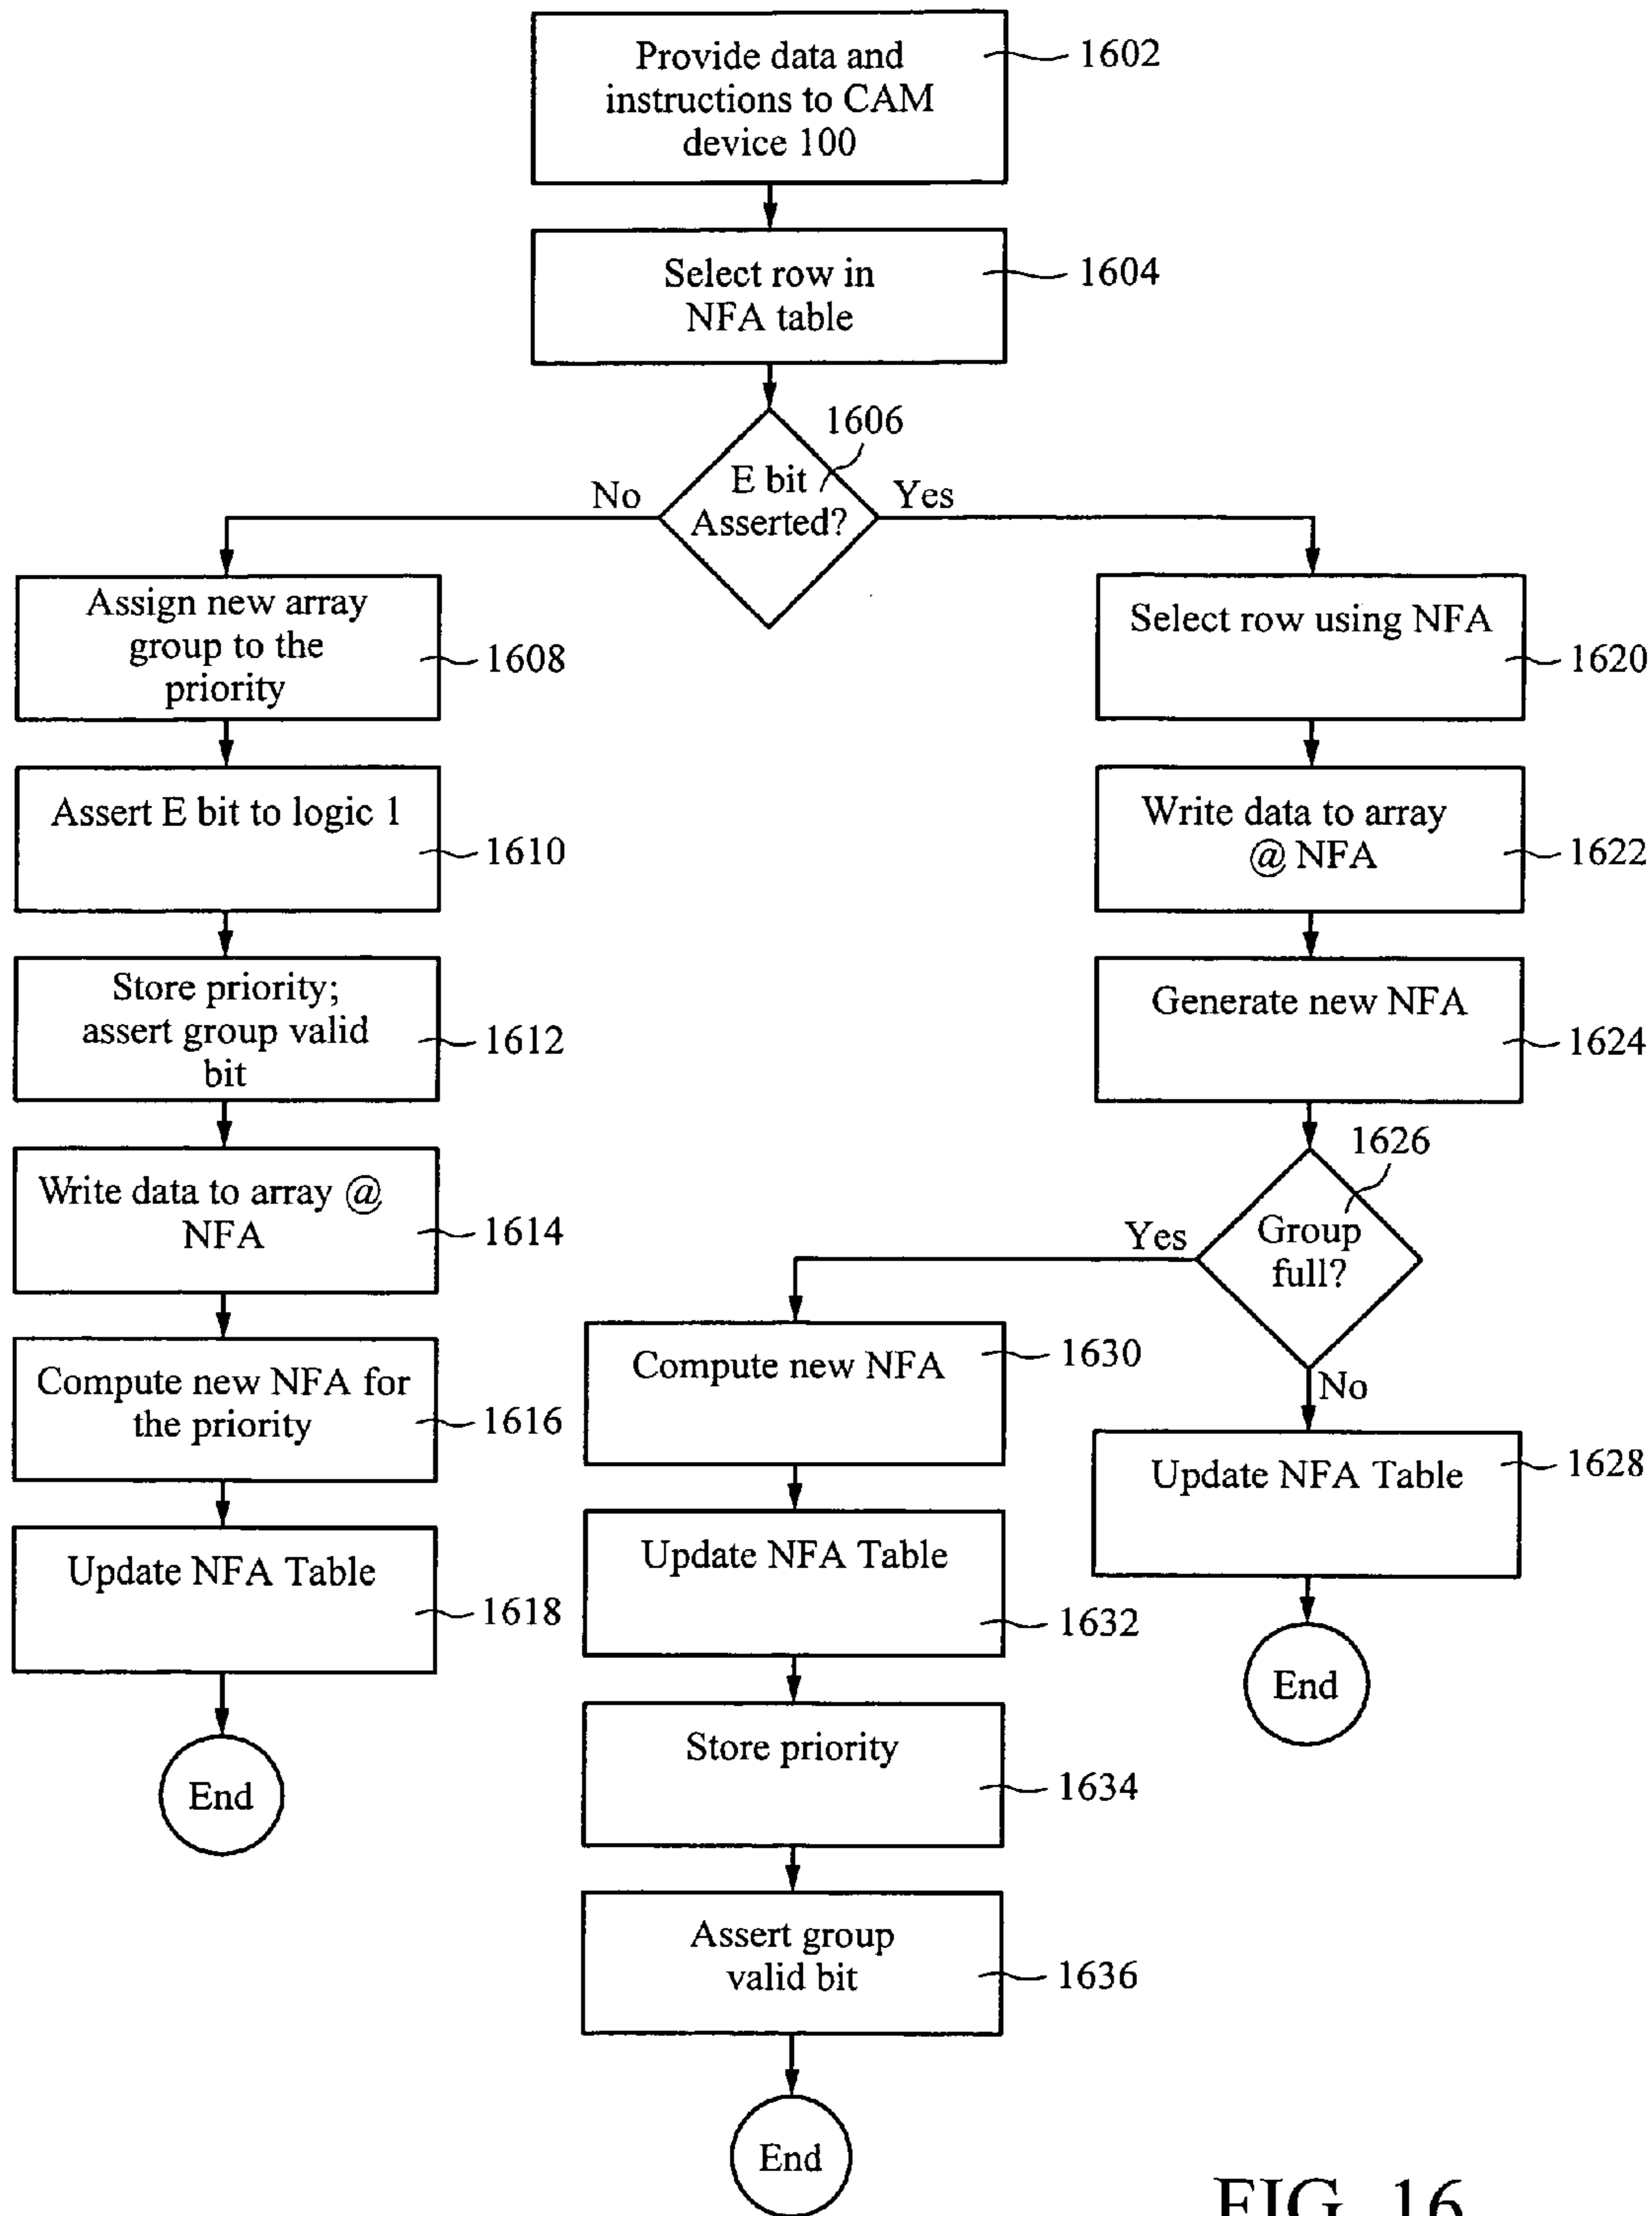 Provide data and
instructions to CAM
device 100
1602
Select row in
NFA table
1604
1606
E bit
Asserted?
No
Yes
Assign new array
group to the
priority
1608
Assert E bit to logic 1
1610
Store priority;
assert group valid
bit
1612
Write data to array @
NFA
1614
Compute new NFA for
the priority
1616
Update NFA Table
1618
End
Select row using NFA
1620
Write data to array
@ NFA
1622
Generate new NFA
1624
1626
Group
full?
Yes
No
Update NFA Table
1628
End
Compute new NFA
1630
Update NFA Table
1632
Store priority
1634
Assert group
valid bit
1636
End
FIG. 16